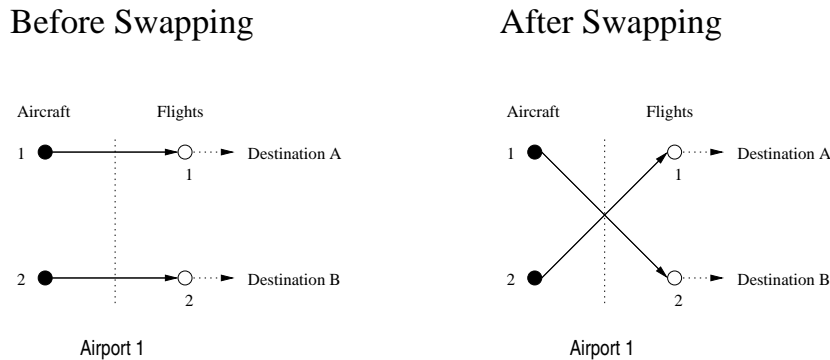 Before Swapping
Aircraft Flights
1 Destination A
1
2 Destination B
2
Airport 1
After Swapping
Aircraft Flights
1 Destination A
1
2 Destination B
2
Airport 1